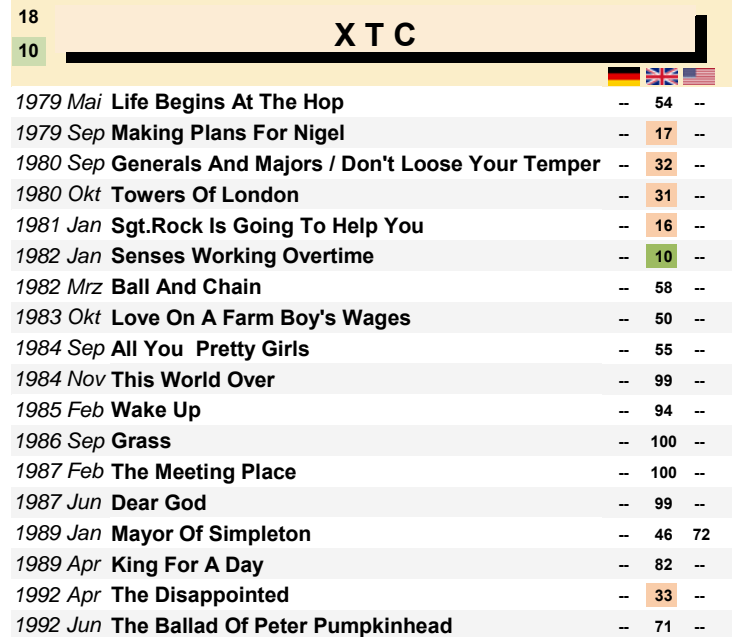 18
X T C
10
1979 Mai Life Begins At The Hop -- 54 --
1979 Sep Making Plans For Nigel -- 17 --
1980 Sep Generals And Majors / Don't Loose Your Temper -- 32 --
1980 Okt Towers Of London -- 31 --
1981 Jan Sgt.Rock Is Going To Help You -- 16 --
1982 Jan Senses Working Overtime -- 10 --
1982 Mrz Ball And Chain -- 58 --
1983 Okt Love On A Farm Boy's Wages -- 50 --
1984 Sep All You  Pretty Girls -- 55 --
1984 Nov This World Over -- 99 --
1985 Feb Wake Up -- 94 --
1986 Sep Grass -- 100 --
1987 Feb The Meeting Place -- 100 --
1987 Jun Dear God -- 99 --
1989 Jan Mayor Of Simpleton -- 46 72
1989 Apr King For A Day -- 82 --
1992 Apr The Disappointed -- 33 --
1992 Jun The Ballad Of Peter Pumpkinhead -- 71 --